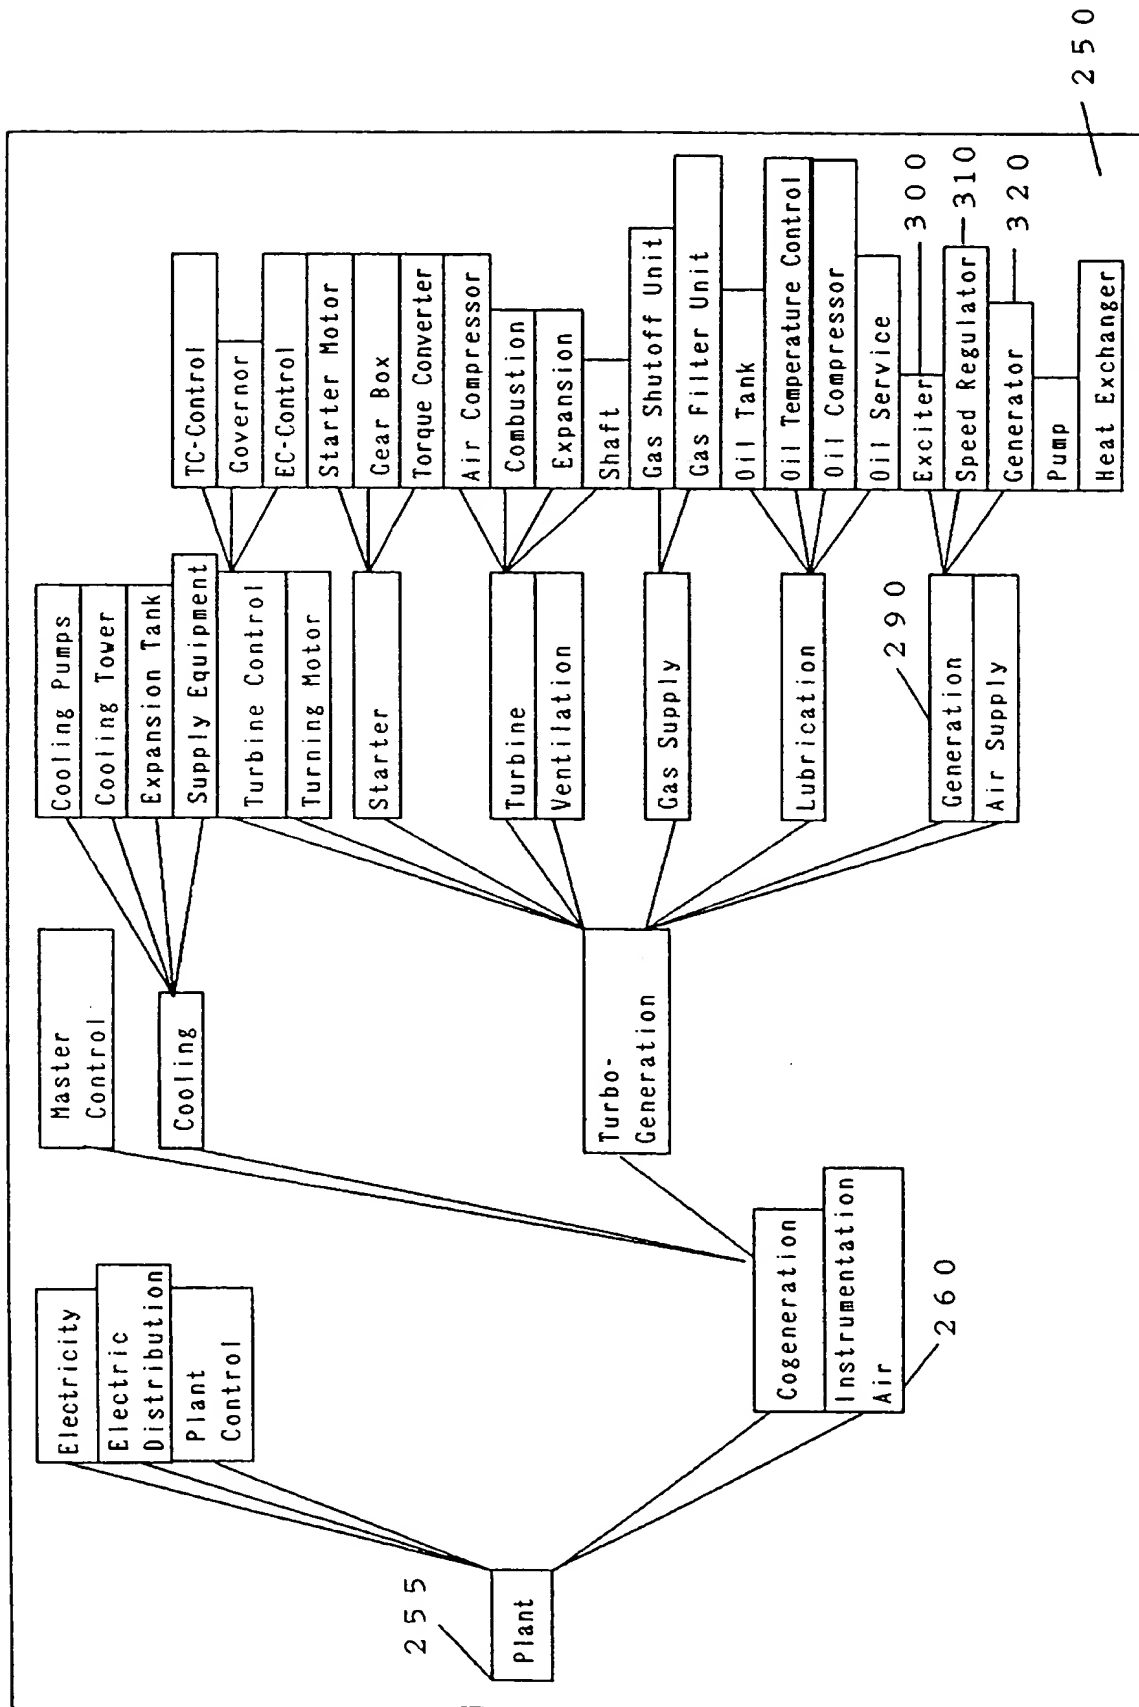 250
255
Plant
Electricity
Electric
Distribution
Plant
Control
Cogeneration
Instrumentation
Air
260
Master
Control
Cooling
Turbo-
Generation
Cooling Pumps
Cooling Tower
Expansion Tank
Supply Equipment
Turbine Control
Turning Motor
Starter
Turbine
Ventilation
Gas Supply
Lubrication
290
Generation
Air Supply
TC-Control
Governor
EC-Control
Starter Motor
Gear Box
Torque Converter
Air Compressor
Combustion
Expansion
Shaft
Gas Shutoff Unit
Gas Filter Unit
Oil Tank
Oil Temperature Control
Oil Compressor
Oil Service
Exciter
300
Speed Regulator
310
Generator
320
Pump
Heat Exchanger